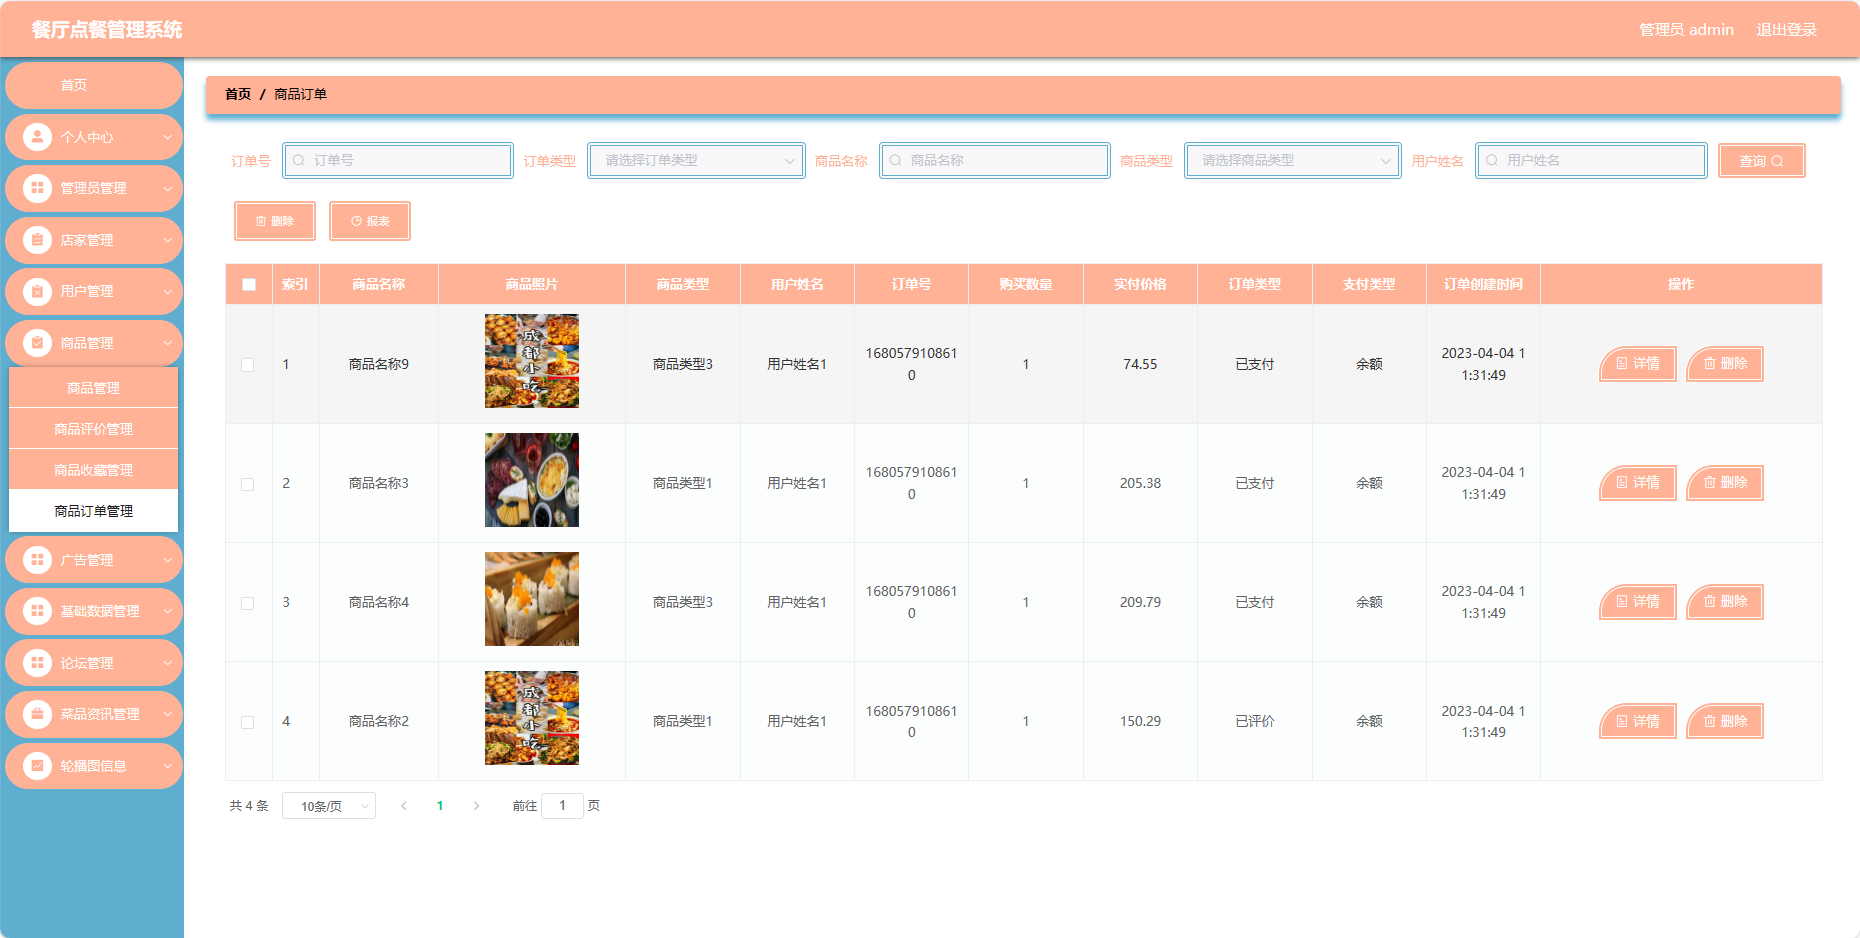 餐厅点餐管理系统
管理员 admin
退出登录
首页
个人中心
管理员管理
店家管理
用户管理
商品管理
商品管理
商品评价管理
商品收藏管理
商品订单管理
广告管理
基础数据管理
论坛管理
菜品资讯管理
轮播图信息
首页 / 商品订单
订单号 订单号 订单类型 请选择订单类型 商品名称 商品名称 商品类型 请选择商品类型 用户姓名 用户姓名 查询
删除 报表
索引 商品名称 商品照片 商品类型 用户姓名 订单号 购买数量 实付价格 订单类型 支付类型 订单创建时间 操作
1 商品名称9 成都小吃 商品类型3 用户姓名1 168057910861
0 1 74.55 已支付 余额 2023-04-04 1
1:31:49 详情 删除
2 商品名称3 商品类型1 用户姓名1 168057910861
0 1 205.38 已支付 余额 2023-04-04 1
1:31:49 详情 删除
3 商品名称4 商品类型3 用户姓名1 168057910861
0 1 209.79 已支付 余额 2023-04-04 1
1:31:49 详情 删除
4 商品名称2 成都小吃 商品类型1 用户姓名1 168057910861
0 1 150.29 已评价 余额 2023-04-04 1
1:31:49 详情 删除
共 4 条 10条/页 1 前往 1 页